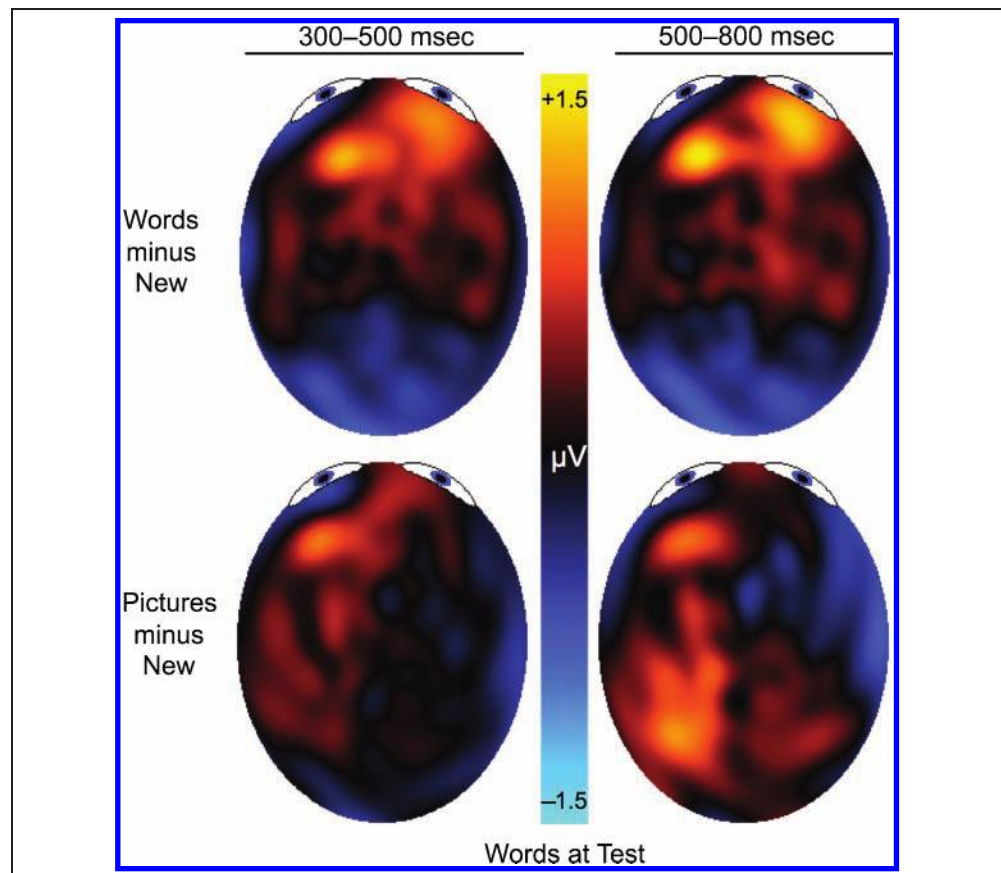 300–500 msec
500–800 msec
+1.5
Words
minus
New
µV
Pictures
minus
New
–1.5
Words at Test